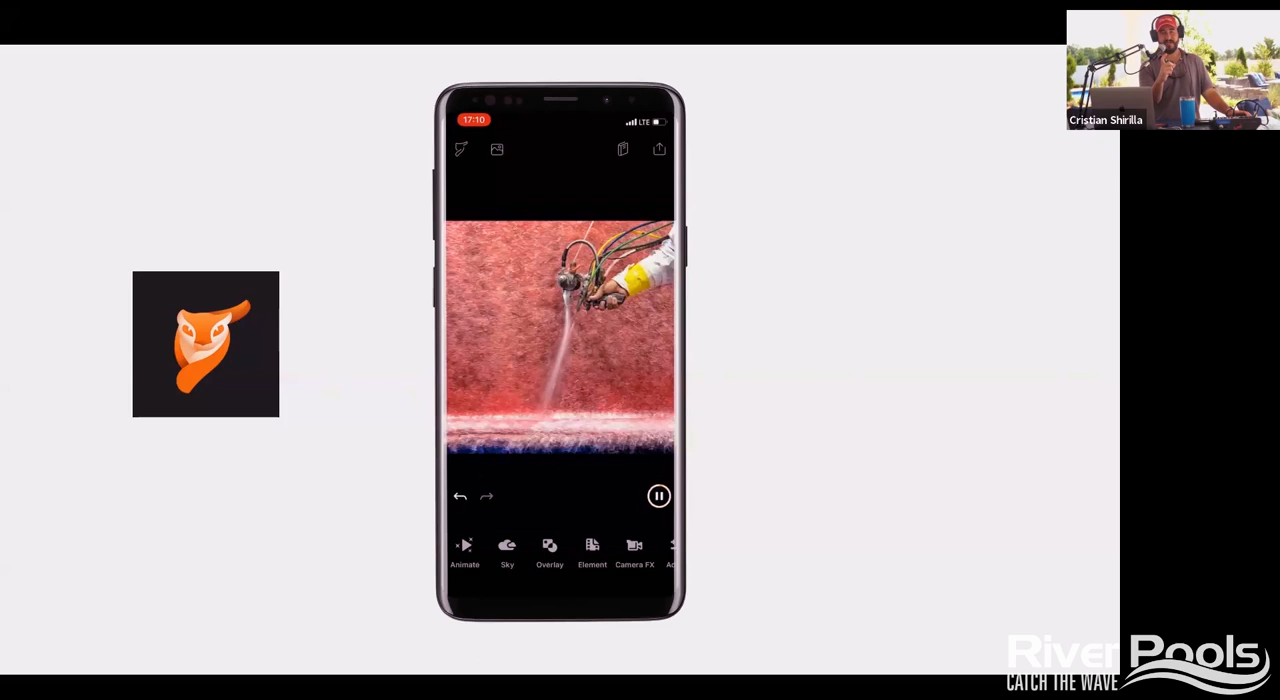 Cristian Shirilla
17:10
LTE
Animate
Sky
Overlay
Element
Camera FX
River Pools
CATCH THE WAVE